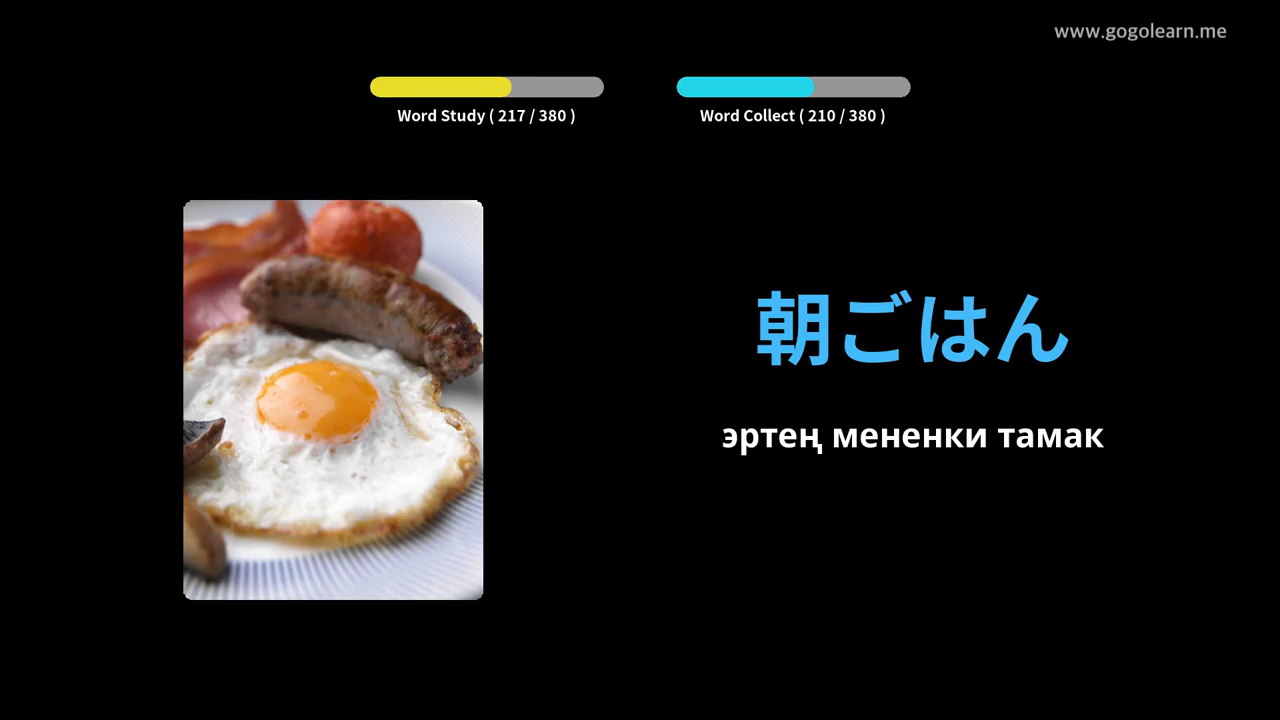 www.gogolearn.me
Word Study ( 217 / 380 )
Word Collect ( 210 / 380 )
朝ごはん
эртең мененки тамак